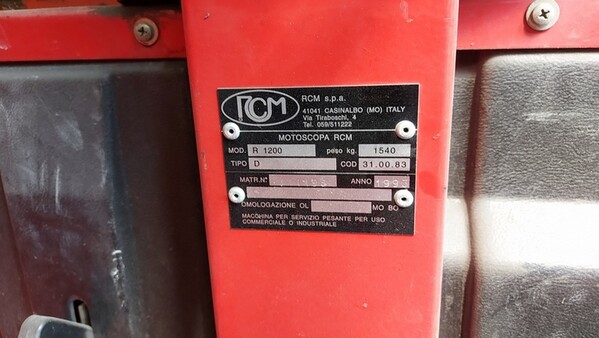 RCM
RCM s.p.a.
41041 CASINALBO (MO) ITALY
Via Tiraboschi, 4
Tel. 059/511222
MOTOSCOPA RCM
MOD. R 1200 peso kg. 1540
TIPO D COD 31.00.83
MATR.N° ANNO
OMOLOGAZIONE OL MO BO
MACCHINA PER SERVIZIO PESANTE PER USO
COMMERCIALE O INDUSTRIALE